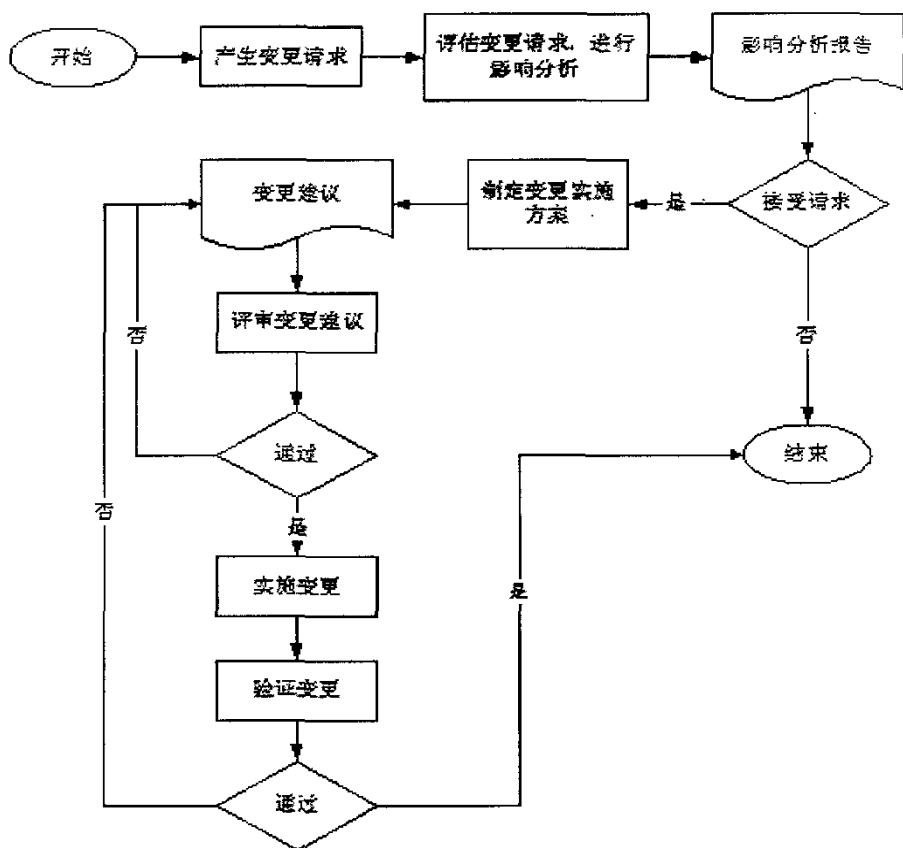 开始
产生变更请求
评估变更请求，进行
影响分析
影响分析报告
接受请求
是
制定变更实施
方案
变更建议
评审变更建议
否
否
通过
结束
否
是
实施变更
是
验证变更
通过